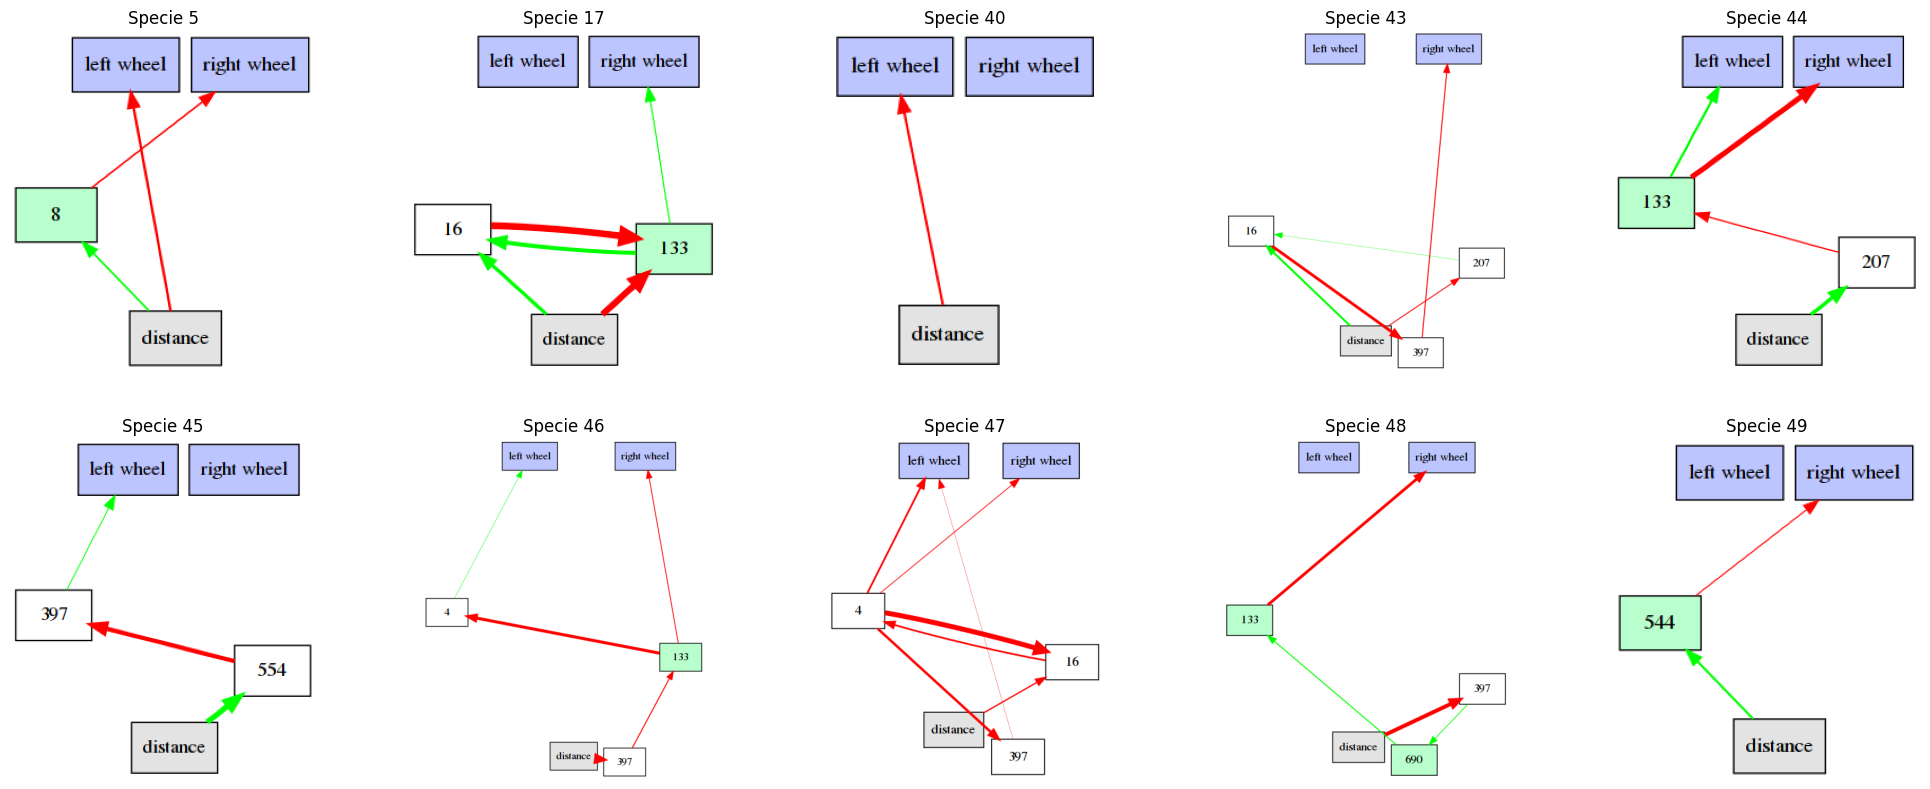 Specie 5
left wheel
right wheel
8
distance
Specie 17
left wheel
right wheel
16
133
distance
Specie 40
left wheel
right wheel
distance
Specie 43
left wheel
right wheel
16
207
distance
397
Specie 44
left wheel
right wheel
133
207
distance
Specie 45
left wheel
right wheel
397
554
distance
Specie 46
left wheel
right wheel
4
133
distance
397
Specie 47
left wheel
right wheel
4
16
distance
397
Specie 48
left wheel
right wheel
133
397
distance
690
Specie 49
left wheel
right wheel
544
distance